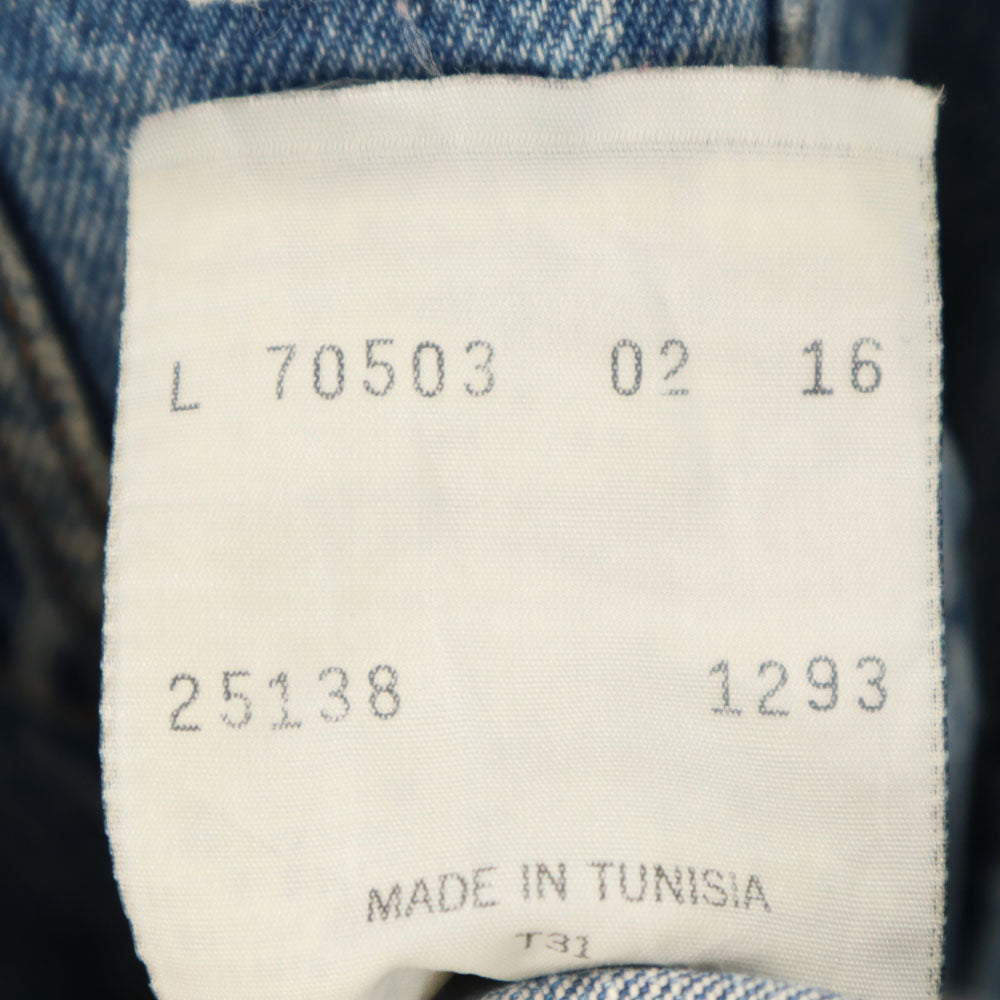 L 70503 02 16
25138 1293
MADE IN TUNISIA
T31